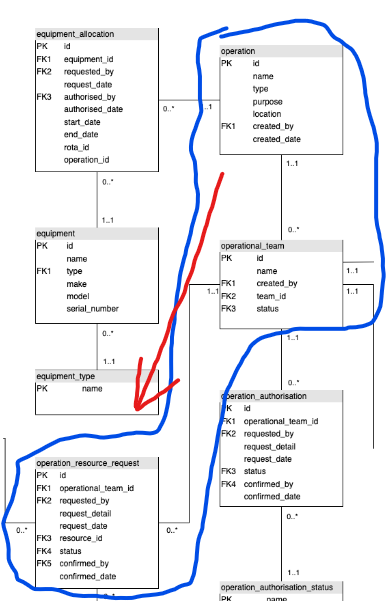 equipment_allocation
PK id
FK1 equipment_id
FK2 requested_by
request_date
FK3 authorised_by
authorised_date
start_date
end_date
rota_id
operation_id
0..*
..1
operation
PK id
name
type
purpose
location
FK1 created_by
created_date
0..*
1..1
1..1
0..*
equipment
PK id
name
FK1 type
make
model
serial_number
operational_team
PK id
name
FK1 created_by
FK2 team_id
FK3 status
1..1
1..1
1..1
0..*
1..1
1..1
0..*
equipment_type
PK name
operation_authorisation
PK id
FK1 operational_team_id
FK2 requested_by
request_detail
request_date
FK3 status
FK4 confirmed_by
confirmed_date
operation_resource_request
PK id
FK1 operational_team_id
FK2 requested_by
request_detail
request_date
FK3 resource_id
FK4 status
FK5 confirmed_by
confirmed_date
0..*
0..*
0..*
1..1
operation_authorisation_status
PK name